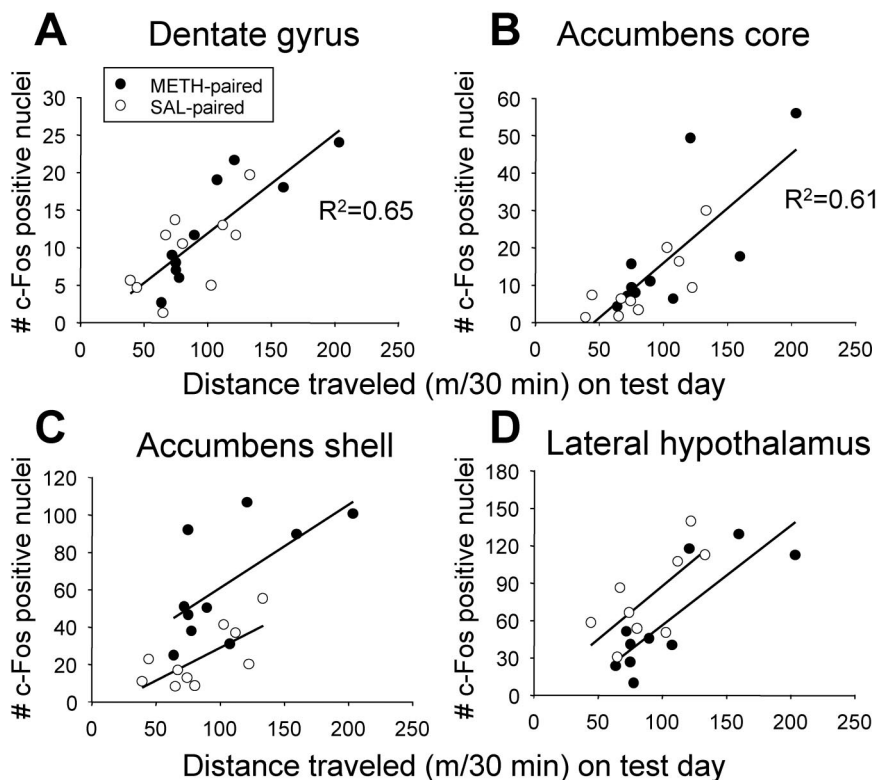 A
Dentate gyrus
METH-paired
SAL-paired
# c-Fos positive nuclei
30
25
20
15
10
5
0
R²=0.65
0 50 100 150 200 250
B
Accumbens core
# c-Fos positive nuclei
60
50
40
30
20
10
0
R²=0.61
0 50 100 150 200 250
Distance traveled (m/30 min) on test day
C
Accumbens shell
# c-Fos positive nuclei
120
100
80
60
40
20
0
0 50 100 150 200 250
D
Lateral hypothalamus
# c-Fos positive nuclei
180
150
120
90
60
30
0
0 50 100 150 200 250
Distance traveled (m/30 min) on test day